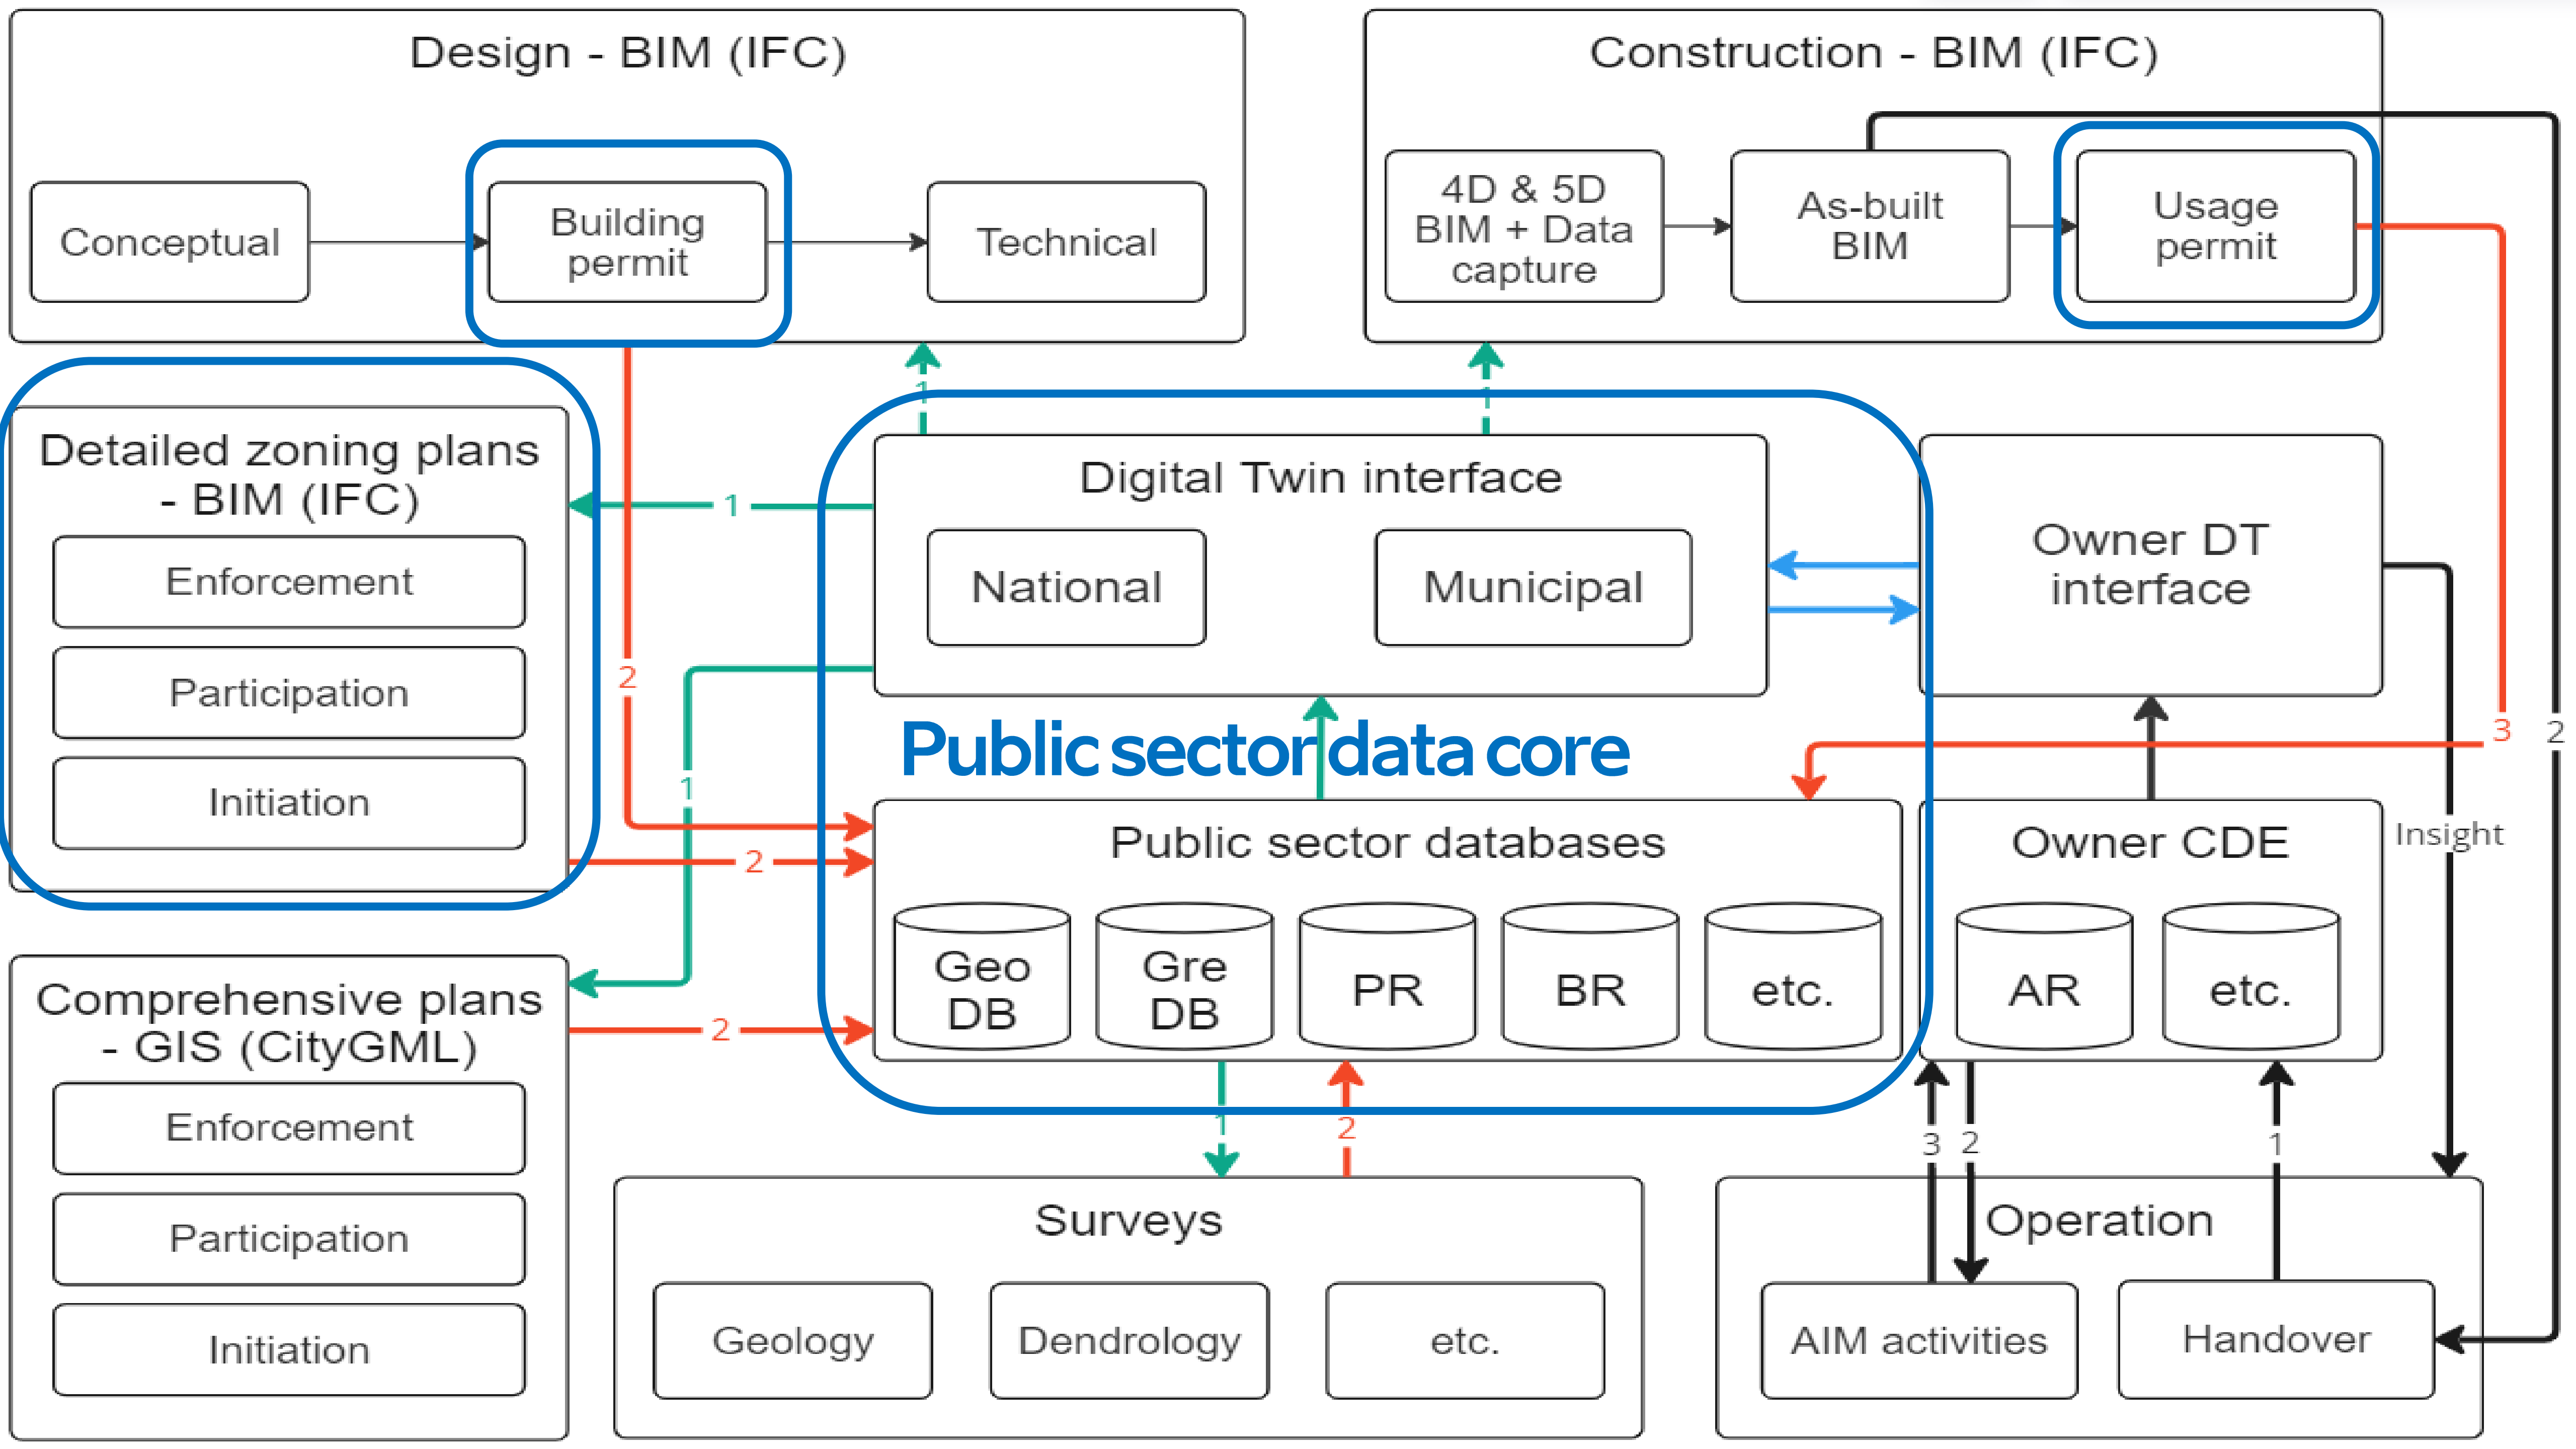 Design - BIM (IFC)
Conceptual
Building
permit
Technical
Construction - BIM (IFC)
4D & 5D
BIM + Data
capture
As-built
BIM
Usage
permit
1
1
Detailed zoning plans
- BIM (IFC)
Enforcement
Participation
Initiation
1
2
2
1
Digital Twin interface
National
Municipal
Owner DT
interface
Public sector data core
3
2
Insight
Public sector databases
Geo
DB
Gre
DB
PR
BR
etc.
Owner CDE
AR
etc.
Comprehensive plans
- GIS (CityGML)
Enforcement
Participation
Initiation
2
1
2
3
2
1
Surveys
Geology
Dendrology
etc.
Operation
AIM activities
Handover